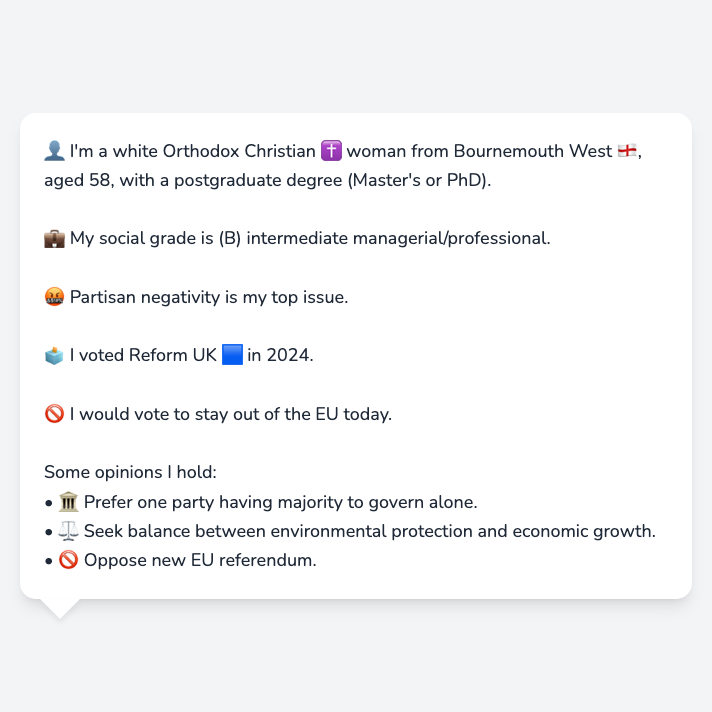 👤 I'm a white Orthodox Christian ✝️ woman from Bournemouth West 🏴󠁧󠁢󠁥󠁮󠁧󠁿,
aged 58, with a postgraduate degree (Master's or PhD).
💼 My social grade is (B) intermediate managerial/professional.
🤬 Partisan negativity is my top issue.
🗳️ I voted Reform UK 🟦 in 2024.
🚫 I would vote to stay out of the EU today.
Some opinions I hold:
• 🏛️ Prefer one party having majority to govern alone.
• ⚖️ Seek balance between environmental protection and economic growth.
• 🚫 Oppose new EU referendum.